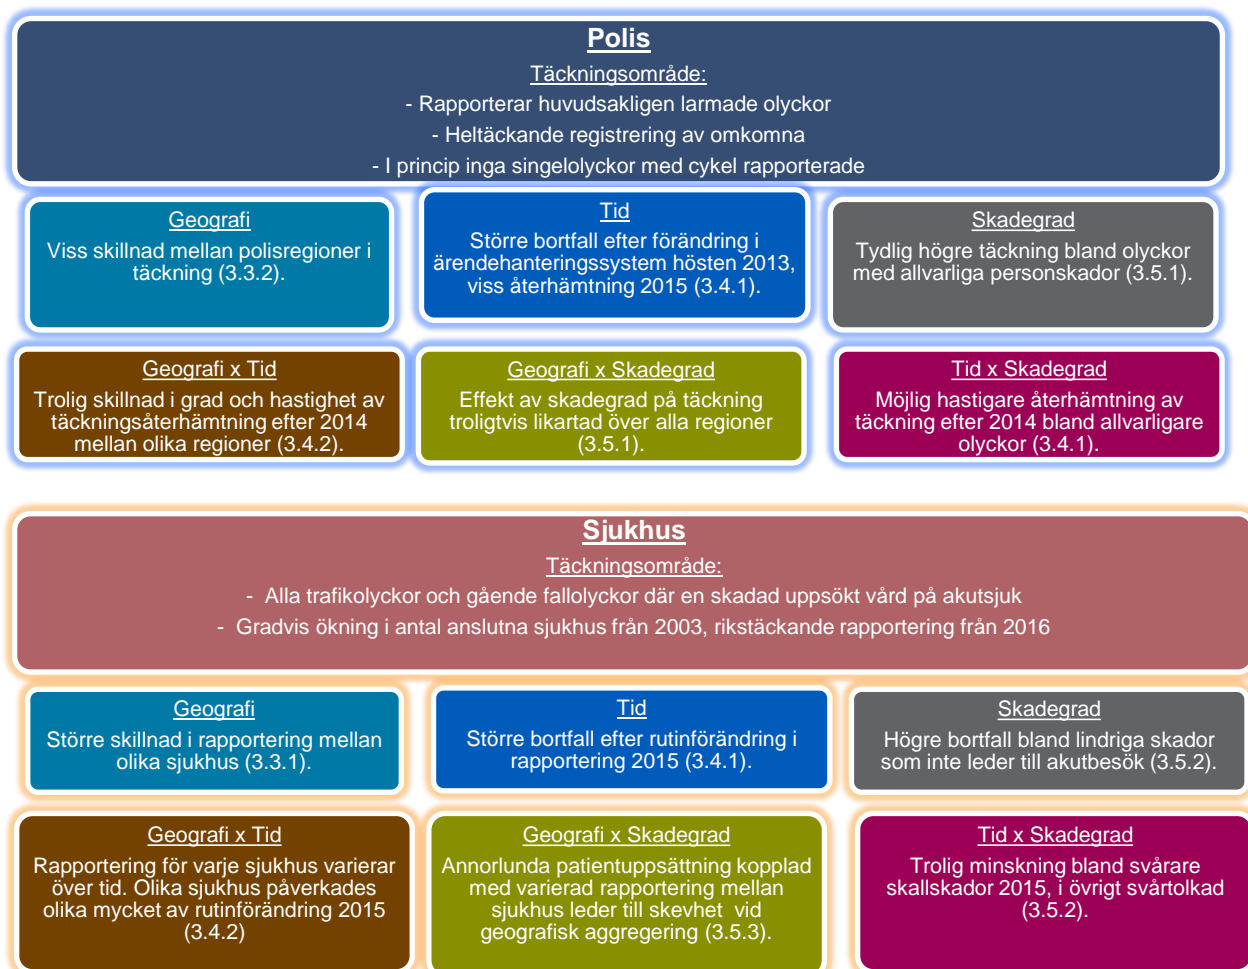 Polis
Täckningsområde:
- Rapporterar huvudsakligen larmade olyckor
- Heltäckande registrering av omkomna
- I princip inga singelolyckor med cykel rapporterade
Geografi
Viss skillnad mellan polisregioner i
täckning (3.3.2).
Tid
Större bortfall efter förändring i
ärendehanteringssystem hösten 2013,
viss återhämtning 2015 (3.4.1).
Skadegrad
Tydlig högre täckning bland olyckor
med allvarliga personskador (3.5.1).
Geografi x Tid
Trolig skillnad i grad och hastighet av
täckningsåterhämtning efter 2014
mellan olika regioner (3.4.2).
Geografi x Skadegrad
Effekt av skadegrad på täckning
troligtvis likartad över alla regioner
(3.5.1).
Tid x Skadegrad
Möjlig hastigare återhämtning av
täckning efter 2014 bland allvarligare
olyckor (3.4.1).
Sjukhus
Täckningsområde:
- Alla trafikolyckor och gående fallolyckor där en skadad uppsökt vård på akutsjuk
- Gradvis ökning i antal anslutna sjukhus från 2003, rikstäckande rapportering från 2016
Geografi
Större skillnad i rapportering mellan
olika sjukhus (3.3.1).
Tid
Större bortfall efter rutinförändring i
rapportering 2015 (3.4.1).
Skadegrad
Högre bortfall bland lindriga skador
som inte leder till akutbesök (3.5.2).
Geografi x Tid
Rapportering för varje sjukhus varierar
över tid. Olika sjukhus påverkades
olika mycket av rutinförändring 2015
(3.4.2)
Geografi x Skadegrad
Annorlunda patientuppsättning kopplad
med varierad rapportering mellan
sjukhus leder till skevhet vid
geografisk aggregering (3.5.3).
Tid x Skadegrad
Trolig minskning bland svårare
skallskador 2015, i övrigt svårtolkad
(3.5.2).